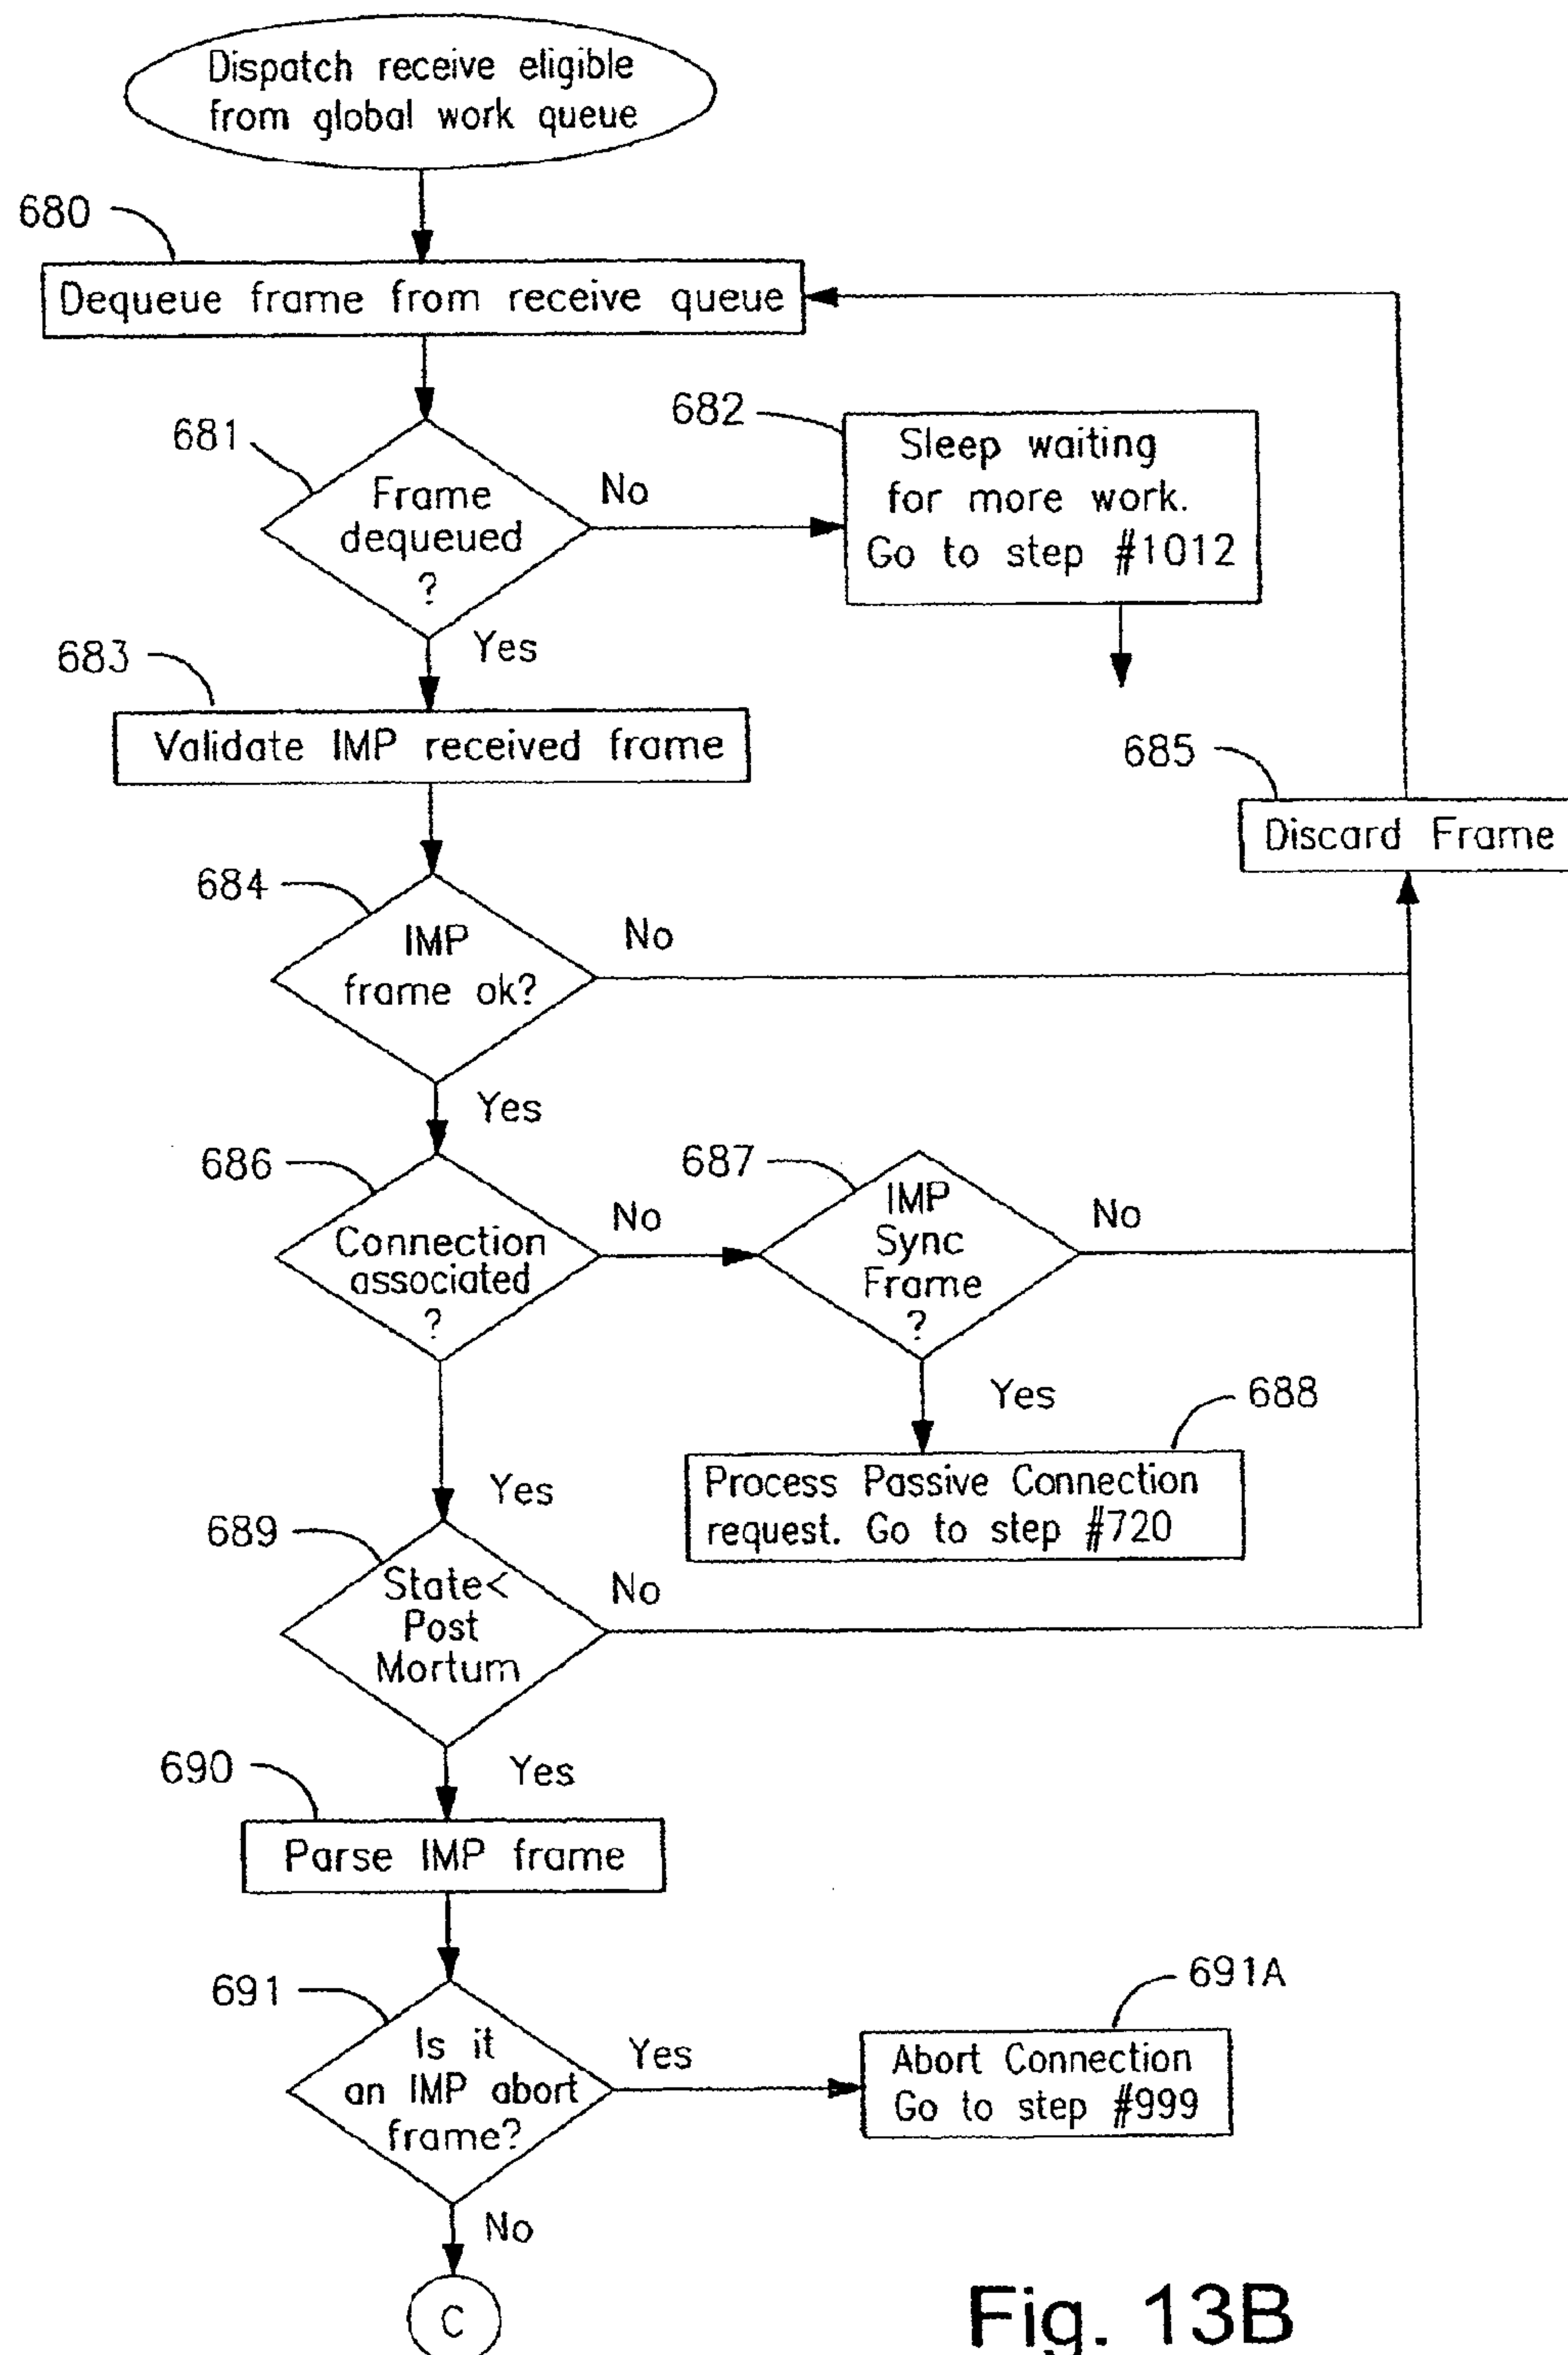 Dispatch receive eligible
from global work queue
680
Dequeue frame from receive queue
681
Frame
dequeued
?
No
682
Sleep waiting
for more work.
Go to step #1012
Yes
683
Validate IMP received frame
685
Discard Frame
684
IMP
frame ok?
No
Yes
686
Connection
associated
?
No
687
IMP
Sync
Frame
?
No
Yes
688
Process Passive Connection
request. Go to step #720
Yes
689
State<
Post
Mortum
No
Yes
690
Parse IMP frame
691
Is it
an IMP abort
frame?
Yes
691A
Abort Connection
Go to step #999
No
C
Fig. 13B